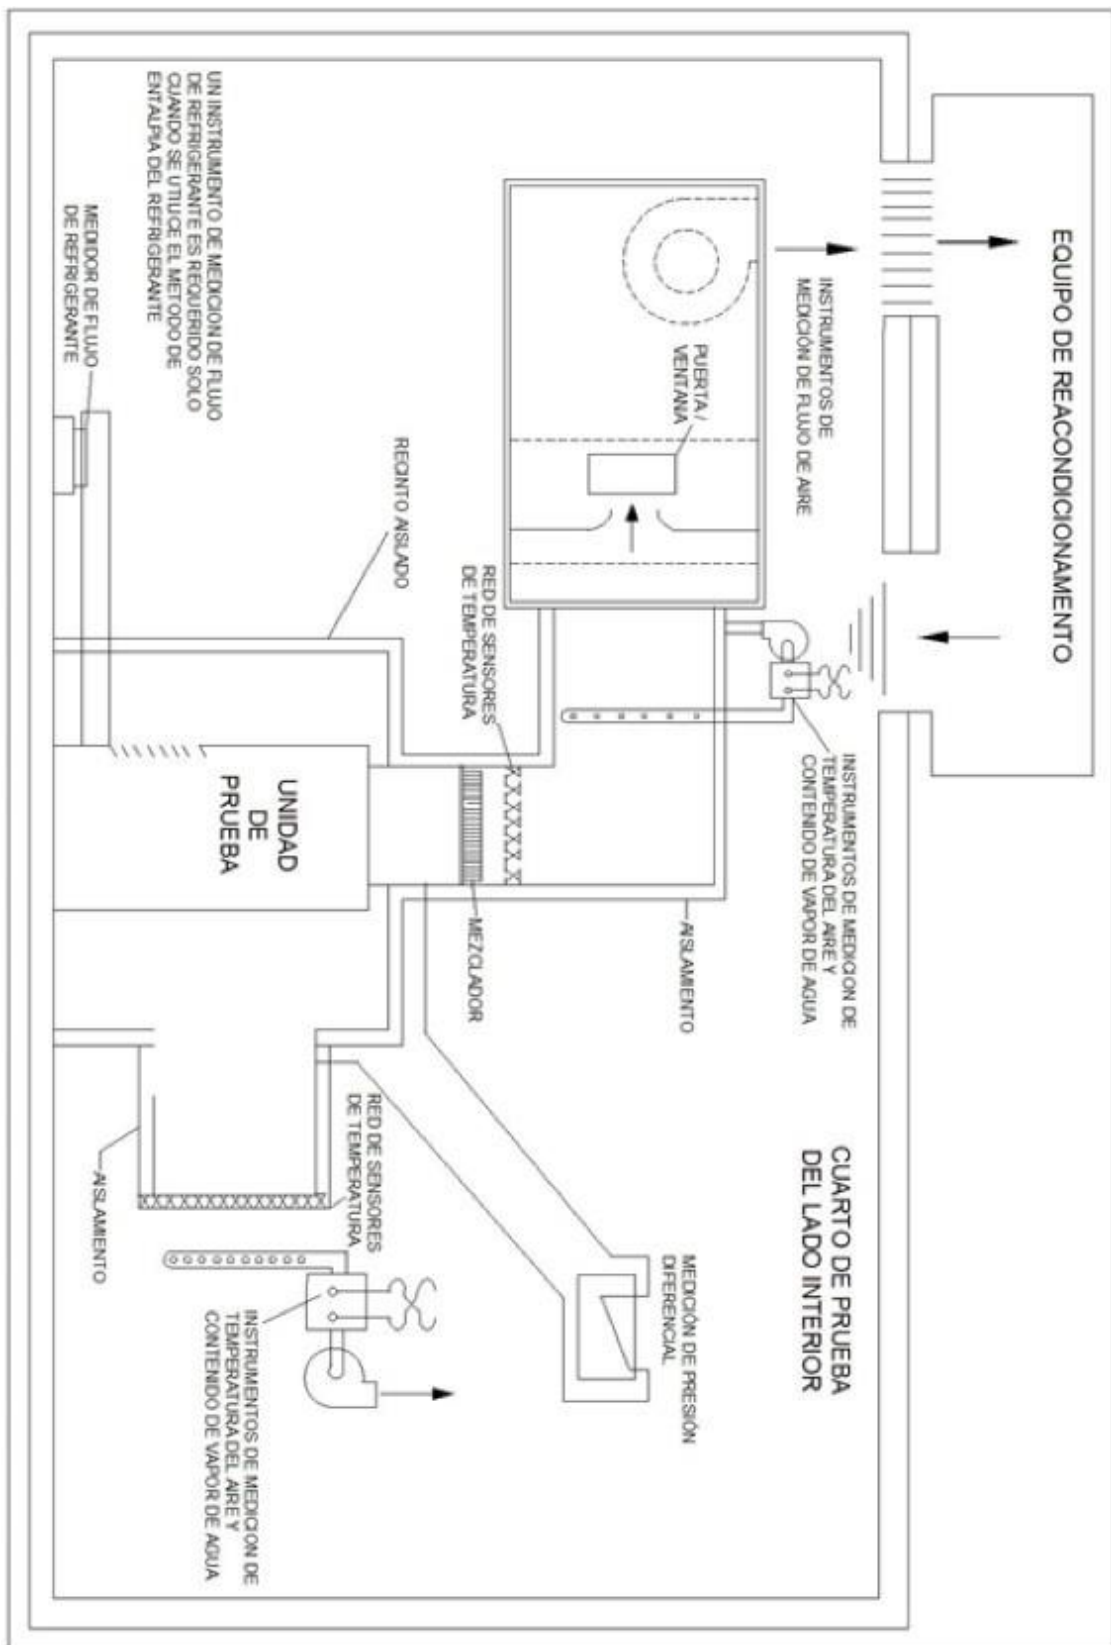 EQUIPO DE REACONDICIONAMENTO
INSTRUMENTOS DE
MEDICIÓN DE FLUJO DE AIRE
PUERTA /
VENTANA
INSTRUMENTOS DE MEDICION DE
TEMPERATURA DEL AIRE Y
CONTENIDO DE VAPOR DE AGUA
CUARTO DE PRUEBA
DEL LADO INTERIOR
RED DE SENSORES
DE TEMPERATURA
AISLAMIENTO
MEDICIÓN DE PRESIÓN
DIFERENCIAL
RECINTO AISLADO
MEZCLADOR
UN INSTRUMENTO DE MEDICION DE FLUJO
DE REFRIGERANTE ES REQUERIDO SOLO
CUANDO SE UTILICE EL METODO DE
ENTALPIA DEL REFRIGERANTE
MEDIDOR DE FLUJO
DE REFRIGERANTE
UNIDAD
DE
PRUEBA
RED DE SENSORES
DE TEMPERATURA
AISLAMIENTO
INSTRUMENTOS DE MEDICION DE
TEMPERATURA DEL AIRE Y
CONTENIDO DE VAPOR DE AGUA